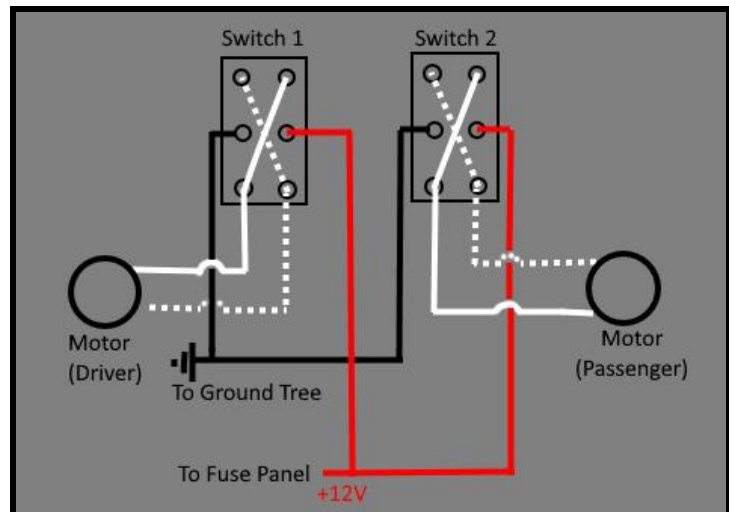 Switch 1
Switch 2
Motor
(Driver)
Motor
(Passenger)
To Ground Tree
To Fuse Panel
+12V